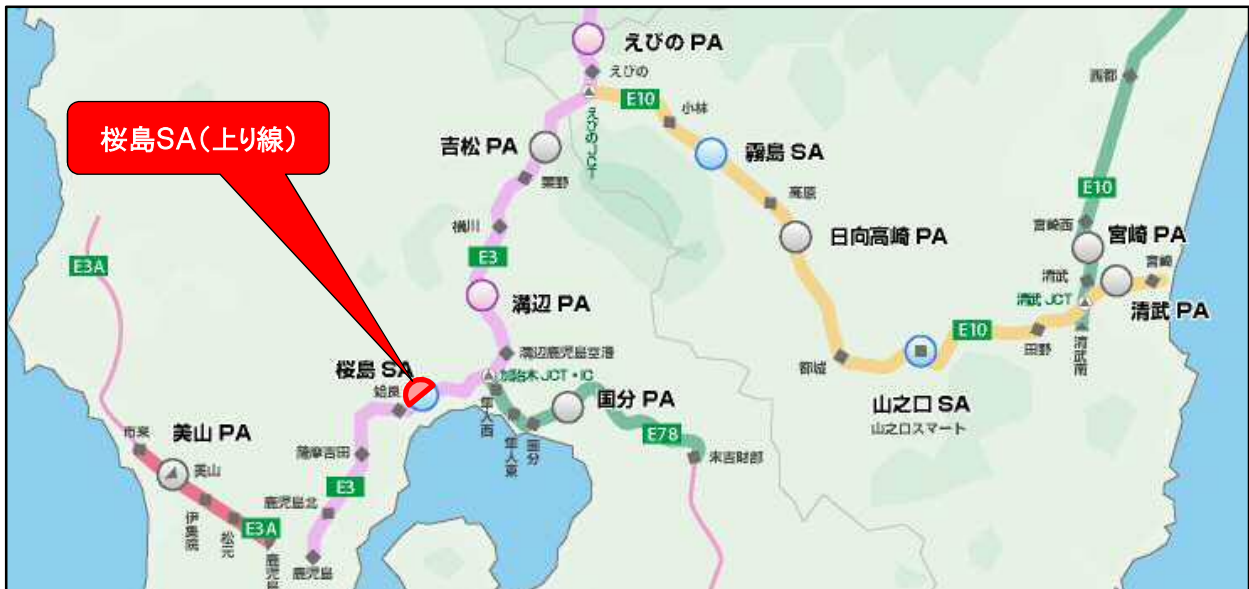 えびの PA
えびの
E10
小林
西都
桜島SA(上り線)
吉松 PA
えびのJCT
霧島 SA
栗野
高原
E10
横川
日向高崎 PA
宮崎西
宮崎 PA
E3A
E3
清武
宮崎
溝辺 PA
清武 JCT
清武 PA
E10
溝辺鹿児島空港
都城
田野
清武南
桜島 SA
加治木 JCT・IC
姶良
隼人西
国分 PA
山之口 SA
山之口スマート
市来
美山 PA
隼人東
国分
E78
薩摩吉田
末吉財部
美山
E3
鹿児島北
伊集院
松元
E3A
鹿児島
鹿児島